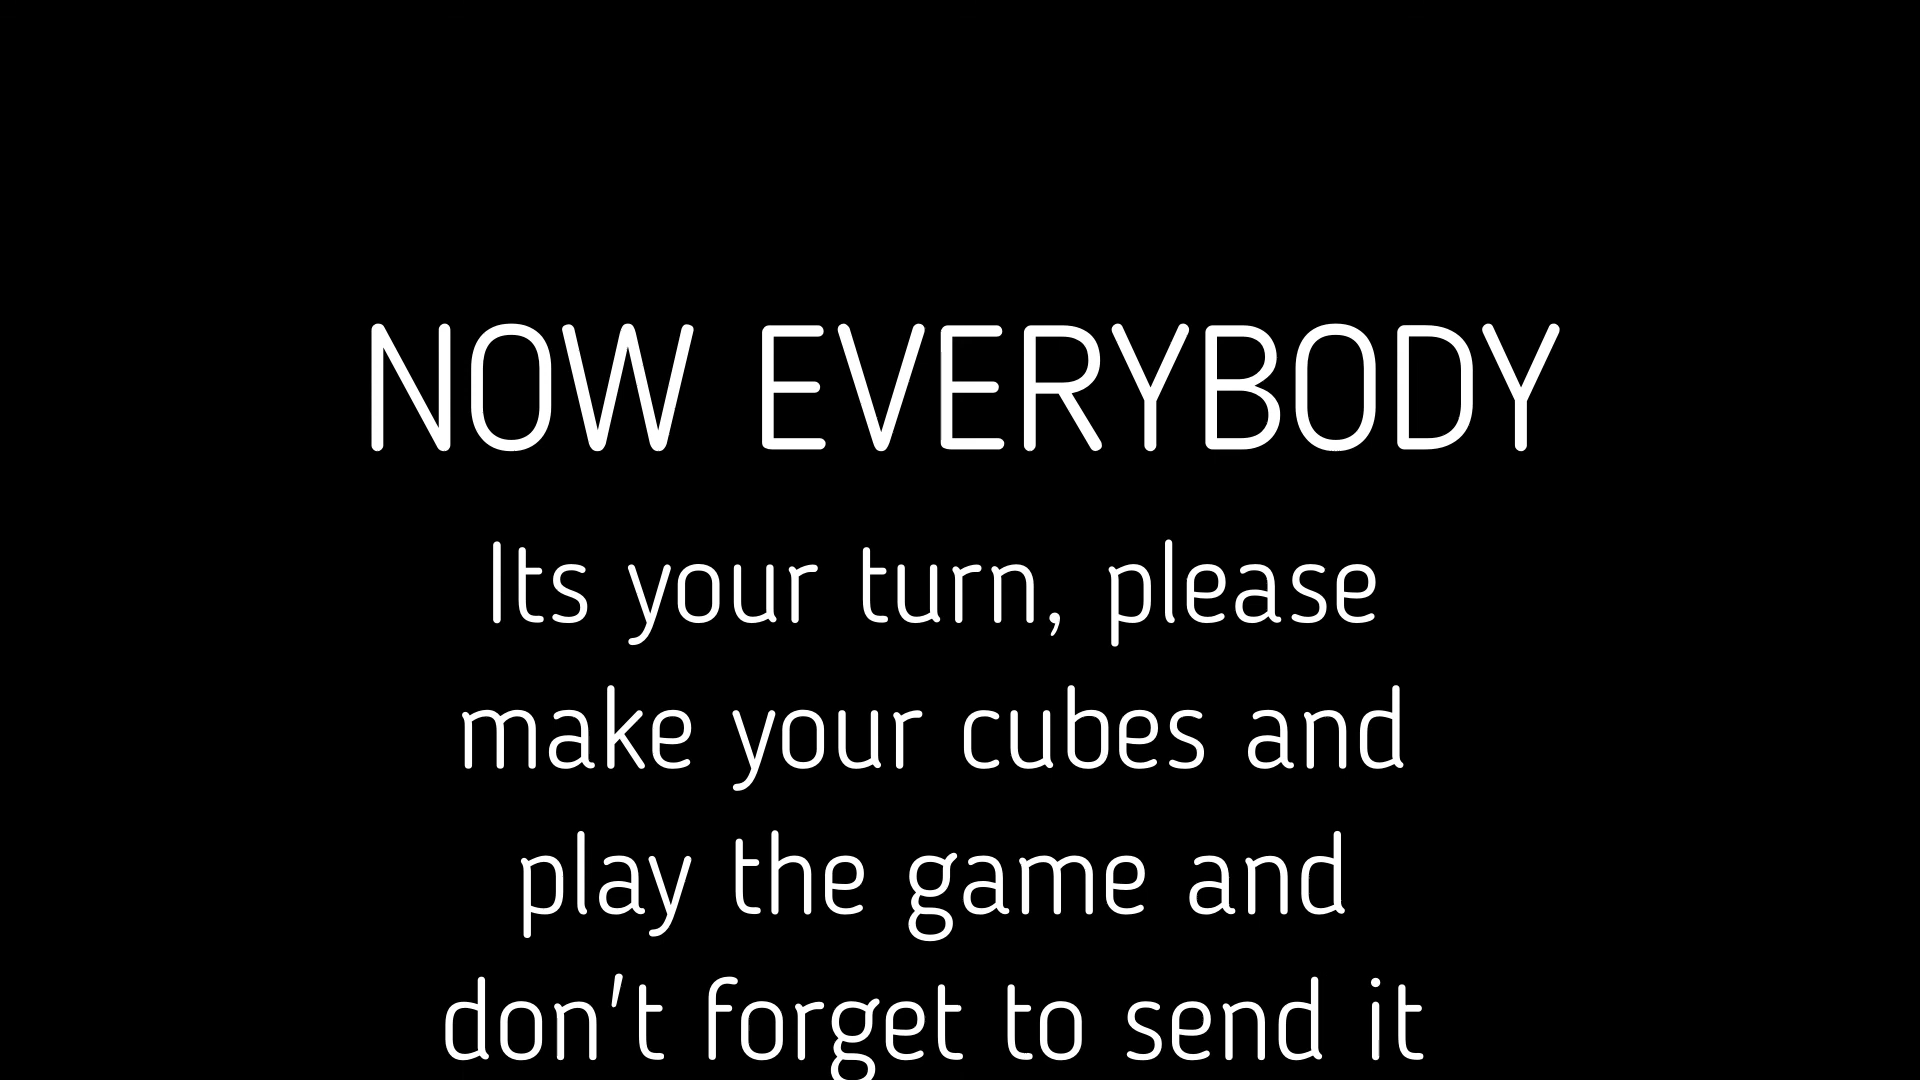 NOW EVERYBODY
Its your turn, please
make your cubes and
play the game and
don't forget to send it